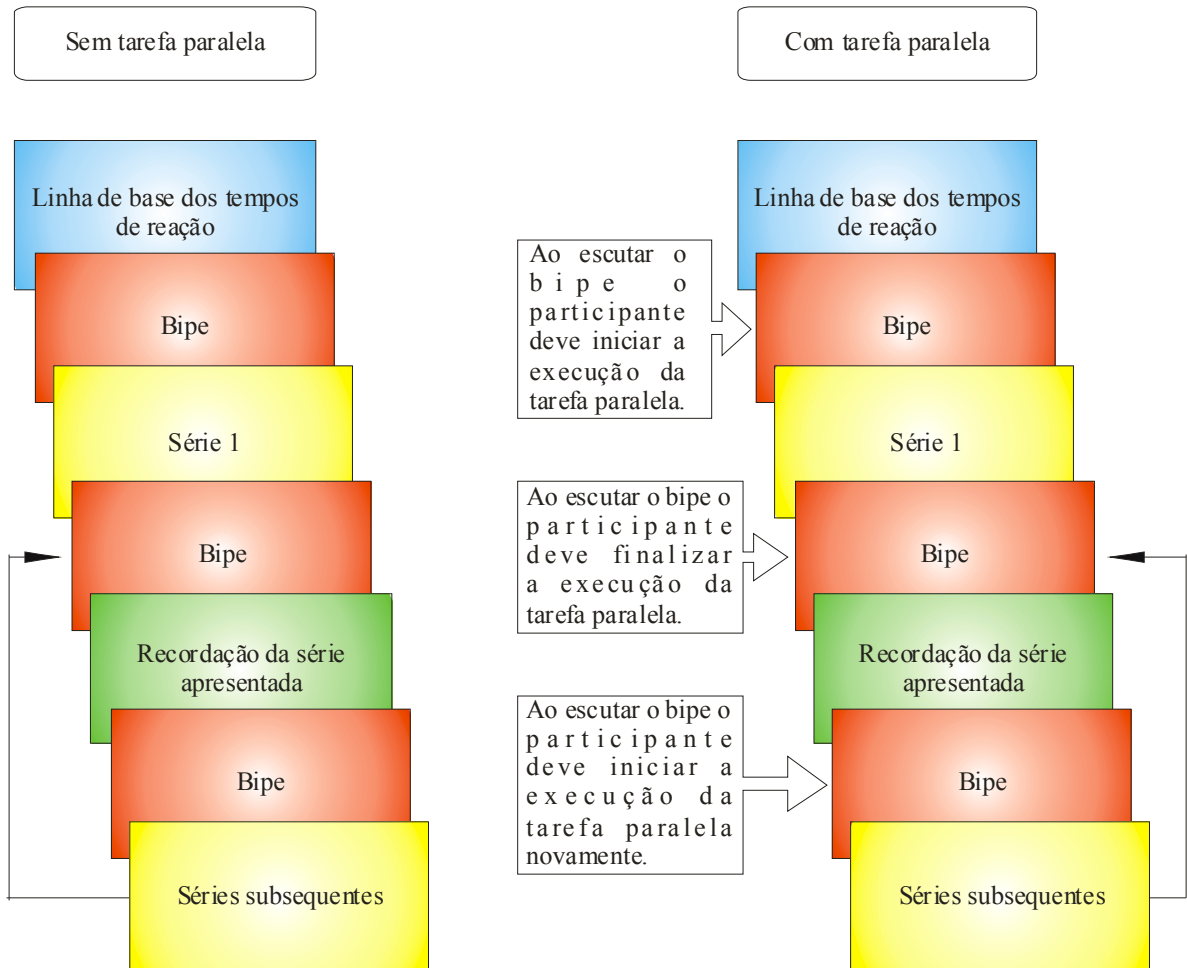 Sem tarefa paralela
Linha de base dos tempos
de reação
Bipe
Série 1
Bipe
Recordação da série
apresentada
Bipe
Séries subsequentes
Com tarefa paralela
Linha de base dos tempos
de reação
Ao escutar o
bipe o
participante
deve iniciar a
execução da
tarefa paralela.
Bipe
Série 1
Ao escutar o bipe o
participante
deve finalizar
a execução da
tarefa paralela.
Bipe
Recordação da série
apresentada
Ao escutar o bipe o
participante
deve iniciar a
execução da
tarefa paralela
novamente.
Bipe
Séries subsequentes